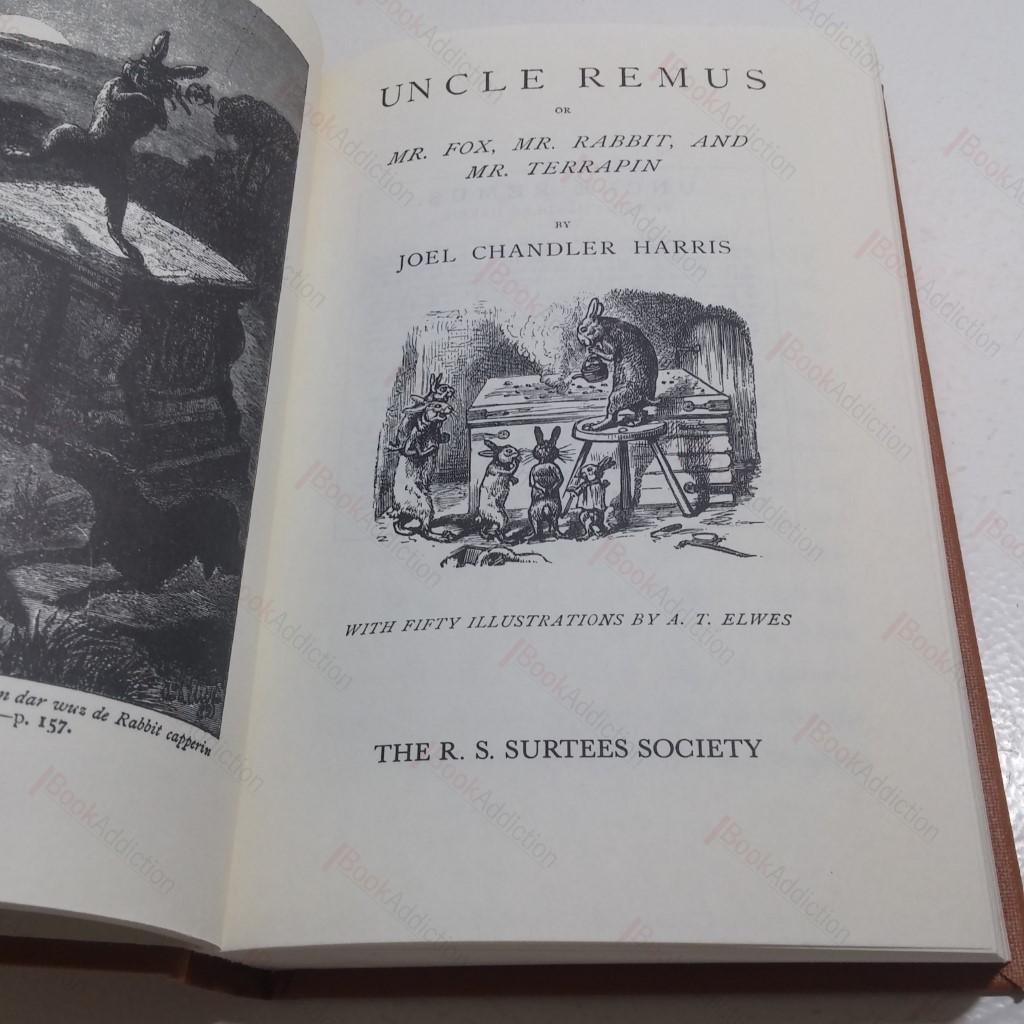 n dar wuz de Rabbit capperin
—p. 157.
UNCLE REMUS
OR
MR. FOX, MR. RABBIT, AND
MR. TERRAPIN
BY
JOEL CHANDLER HARRIS
WITH FIFTY ILLUSTRATIONS BY A. T. ELWES
THE R. S. SURTEES SOCIETY
BookAddiction